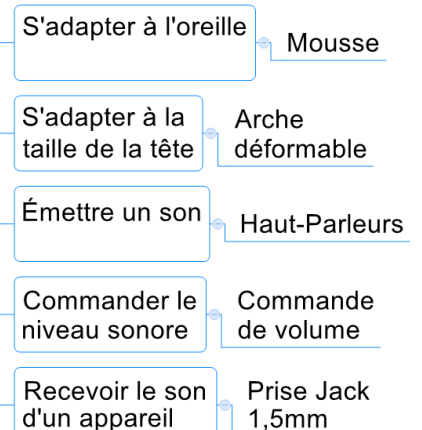 S'adapter à l'oreille
Mousse
S'adapter à la
taille de la tête
Arche
déformable
Émettre un son
Haut-Parleurs
Commander le
niveau sonore
Commande
de volume
Recevoir le son
d'un appareil
Prise Jack
1,5mm